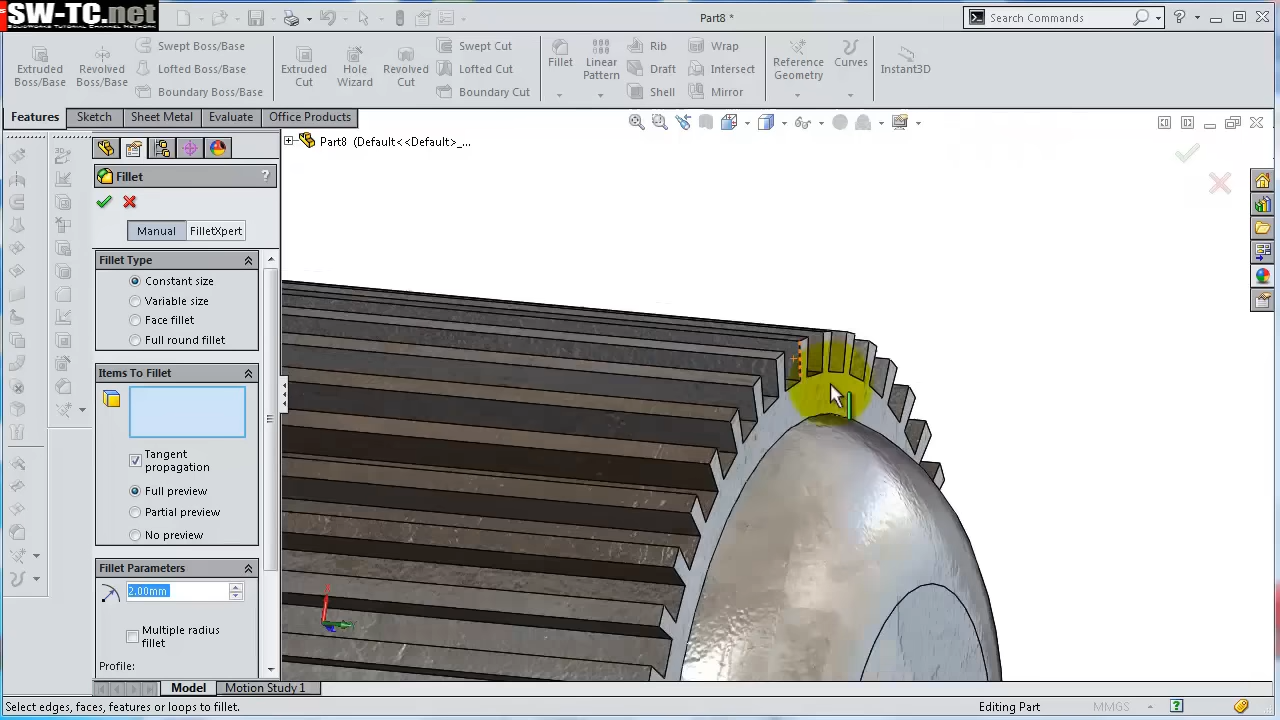 SW-TC.net
SOLIDWORKS TUTORIAL CHANNEL NETWORK
Part8 *
Search Commands
Extruded Boss/Base
Revolved Boss/Base
Swept Boss/Base
Lofted Boss/Base
Boundary Boss/Base
Extruded Cut
Hole Wizard
Revolved Cut
Swept Cut
Lofted Cut
Boundary Cut
Fillet
Linear Pattern
Rib
Draft
Shell
Wrap
Intersect
Mirror
Reference Geometry
Curves
Instant3D
Features Sketch Sheet Metal Evaluate Office Products
Part8 (Default<<Default>_...
Fillet ?
Manual FilletXpert
Fillet Type
Constant size
Variable size
Face fillet
Full round fillet
Items To Fillet
Tangent
propagation
Full preview
Partial preview
No preview
Fillet Parameters
2.00mm
Multiple radius
fillet
Profile:
Model Motion Study 1
Select edges, faces, features or loops to fillet. Editing Part MMGS